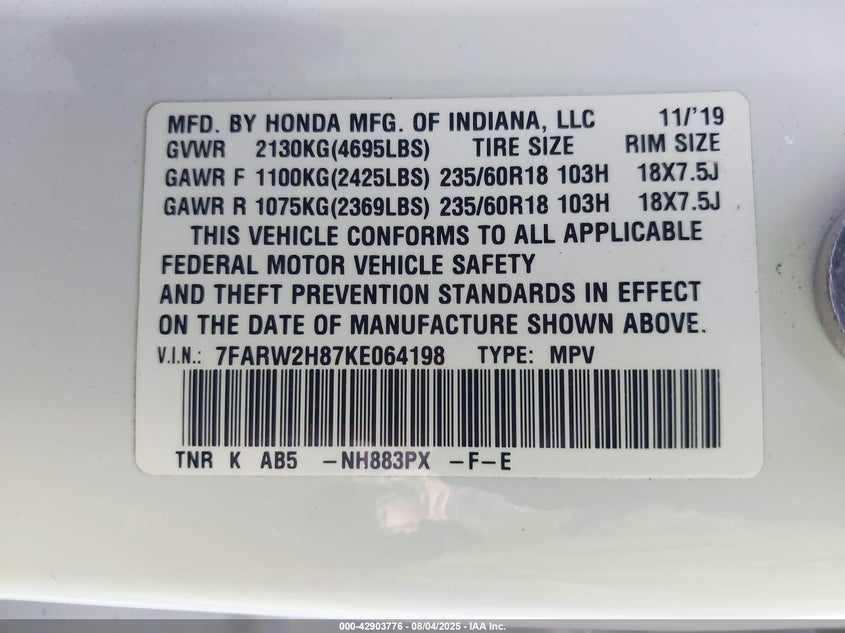 MFD. BY HONDA MFG. OF INDIANA, LLC 11/'19
GVWR 2130KG(4695LBS) TIRE SIZE RIM SIZE
GAWR F 1100KG(2425LBS) 235/60R18 103H 18X7.5J
GAWR R 1075KG(2369LBS) 235/60R18 103H 18X7.5J
THIS VEHICLE CONFORMS TO ALL APPLICABLE
FEDERAL MOTOR VEHICLE SAFETY
AND THEFT PREVENTION STANDARDS IN EFFECT
ON THE DATE OF MANUFACTURE SHOWN ABOVE.
V.I.N.: 7FARW2H87KE064198 TYPE: MPV
TNR K AB5 -NH883PX -F-E
000-42903776 - 08/04/2025 - IAA Inc.